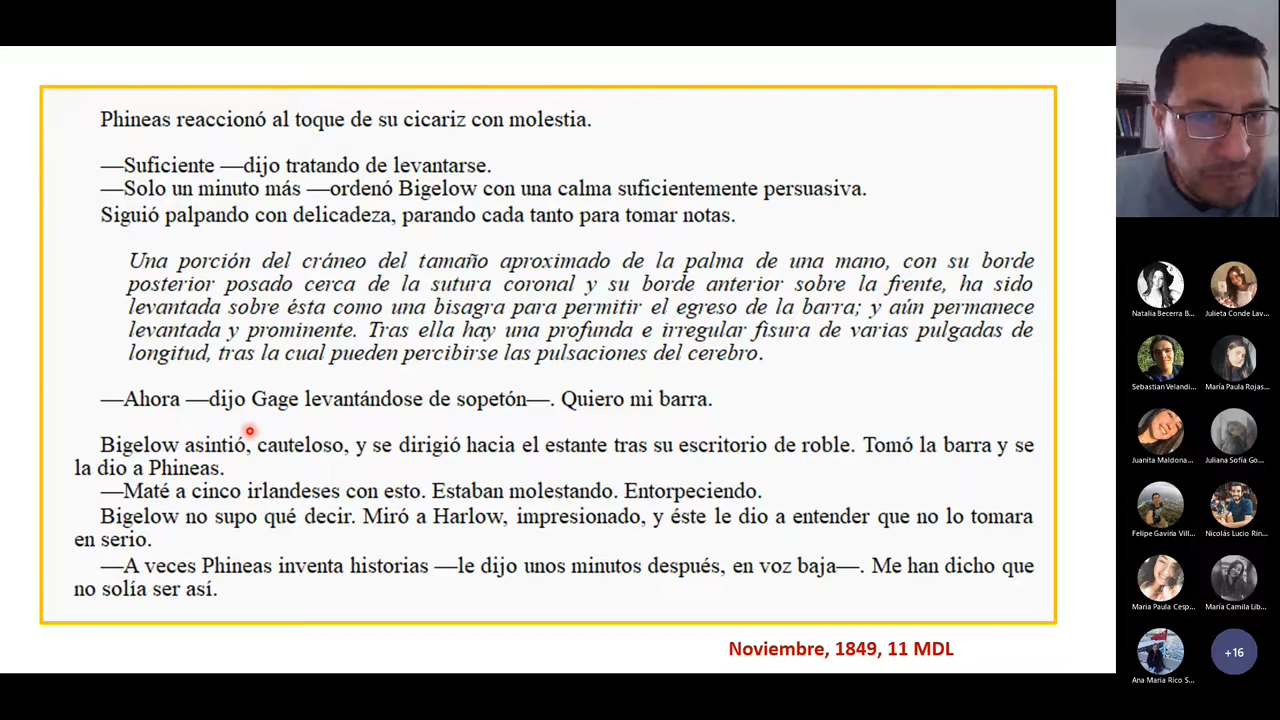 Phineas reaccionó al toque de su cicariz con molestia.
—Suficiente —dijo tratando de levantarse.
—Solo un minuto más —ordenó Bigelow con una calma suficientemente persuasiva.
Siguió palpando con delicadeza, parando cada tanto para tomar notas.
Una porción del cráneo del tamaño aproximado de la palma de una mano, con su borde
posterior posado cerca de la sutura coronal y su borde anterior sobre la frente, ha sido
levantada sobre ésta como una bisagra para permitir el egreso de la barra; y aún permanece
levantada y prominente. Tras ella hay una profunda e irregular fisura de varias pulgadas de
longitud, tras la cual pueden percibirse las pulsaciones del cerebro.
—Ahora —dijo Gage levantándose de sopetón—. Quiero mi barra.
Bigelow asintió, cauteloso, y se dirigió hacia el estante tras su escritorio de roble. Tomó la barra y se
la dio a Phineas.
—Maté a cinco irlandeses con esto. Estaban molestando. Entorpeciendo.
Bigelow no supo qué decir. Miró a Harlow, impresionado, y éste le dio a entender que no lo tomara
en serio.
—A veces Phineas inventa historias —le dijo unos minutos después, en voz baja—. Me han dicho que
no solía ser así.
Noviembre, 1849, 11 MDL
Natalia Becerra B...
Julieta Conde Lav...
Sebastian Velandi...
María Paula Rojas...
Juanita Maldona...
Juliana Sofía Go...
Felipe Gaviria Vill...
Nicolás Lucio Rin...
Maria Paula Cesp...
María Camila Lib...
Ana Maria Rico S...
+16